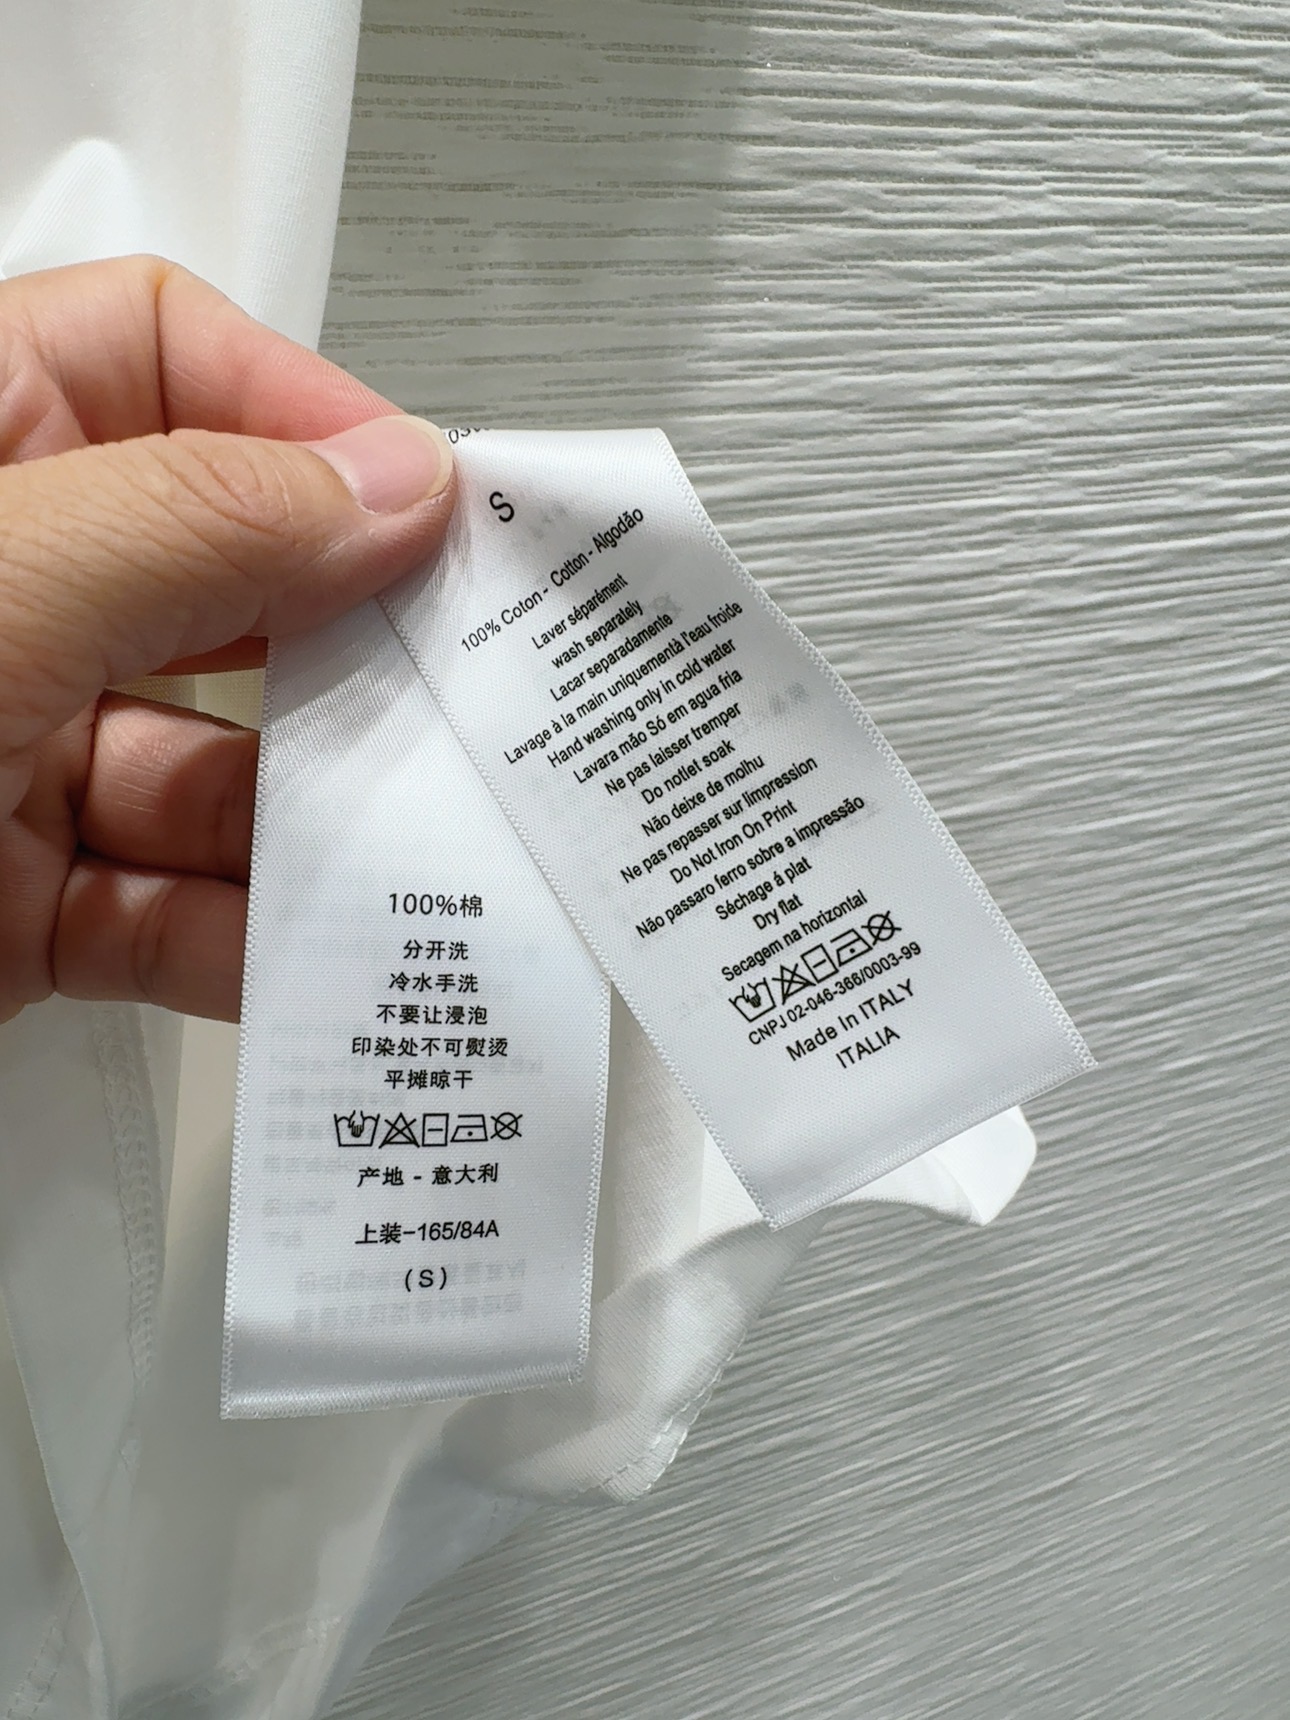 S
100% Coton - Cotton - Algodão
Laver séparément
wash separately
Lacar separadamente
Lavage à la main uniquementà l'eau froide
Hand washing only in cold water
Lavara mão Só em agua fria
Ne pas laisser tremper
Do notlet soak
Não deixe de molhu
Ne pas repasser sur limpression
Do Not Iron On Print
Não passaro ferro sobre a impressão
Séchage á plat
Dry flat
Secagem na horizontal
CNPJ 02-046-366/0003-99
Made In ITALY
ITALIA
100%棉
分开洗
冷水手洗
不要让浸泡
印染处不可熨烫
平摊晾干
产地 - 意大利
上装-165/84A
(S)